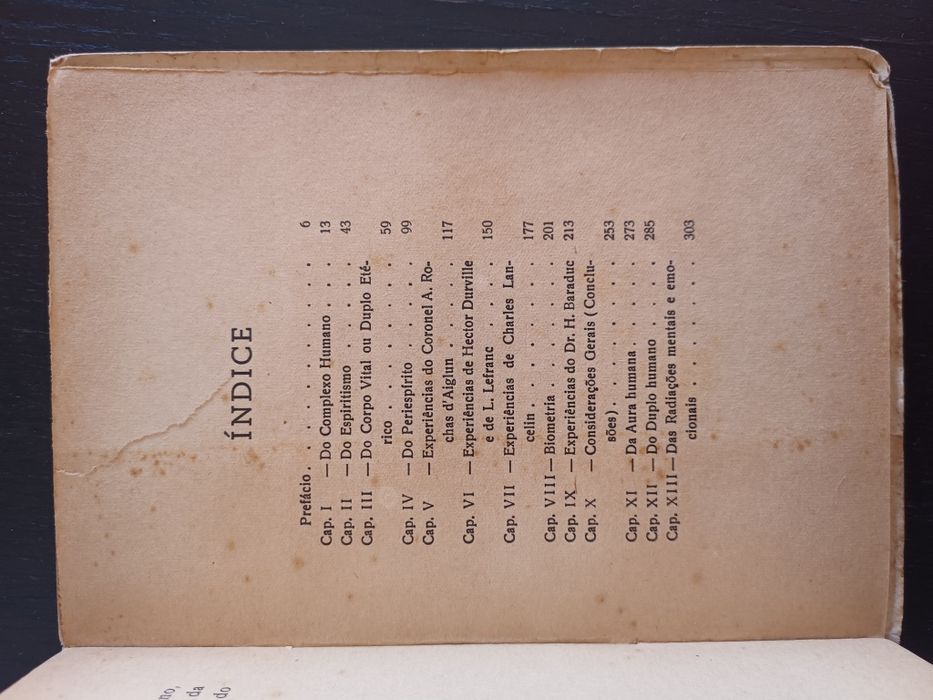 ÍNDICE
Prefácio . . . . . . . . . . . 6
Cap. I — Do Complexo Humano . . . . 13
Cap. II — Do Espiritismo . . . . . 43
Cap. III — Do Corpo Vital ou Duplo Eté-
rico . . . . . . . . 59
Cap. IV — Do Periespírito . . . . . 99
Cap. V — Experiências do Coronel A. Ro-
chas d'Aiglun . . . . . 117
Cap. VI — Experiências de Hector Durville
e de L. Lefranc . . . . 150
Cap. VII — Experiências de Charles Lan-
celin . . . . . . . . 177
Cap. VIII — Biometria . . . . . . . 201
Cap. IX — Experiências do Dr. H. Baraduc 213
Cap. X — Considerações Gerais (Conclu-
sões) . . . . . . . . 253
Cap. XI — Da Aura humana . . . . . 273
Cap. XII — Do Duplo humano . . . . 285
Cap. XIII — Das Radiações mentais e emo-
cionais . . . . . . . 303
no,
da
do